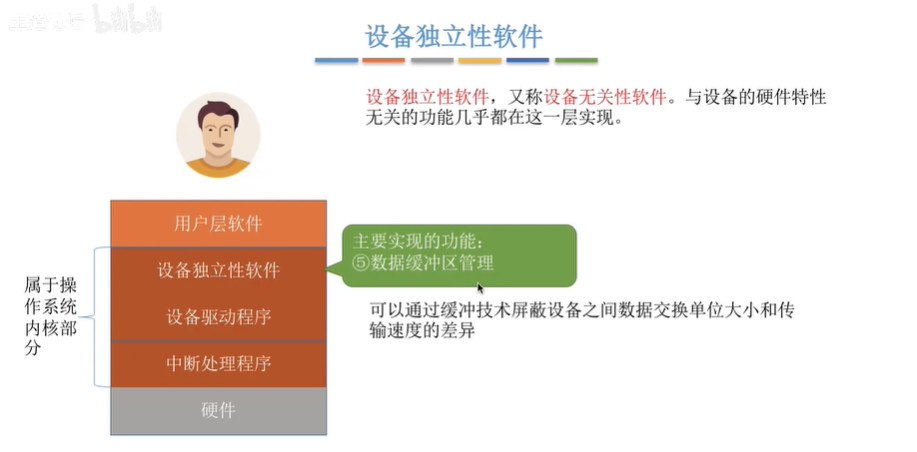 设备独立性软件
设备独立性软件，又称设备无关性软件。与设备的硬件特性
无关的功能几乎都在这一层实现。
用户层软件
设备独立性软件
设备驱动程序
中断处理程序
硬件
属于操
作系统
内核部
分
主要实现的功能：
⑤数据缓冲区管理
可以通过缓冲技术屏蔽设备之间数据交换单位大小和传
输速度的差异